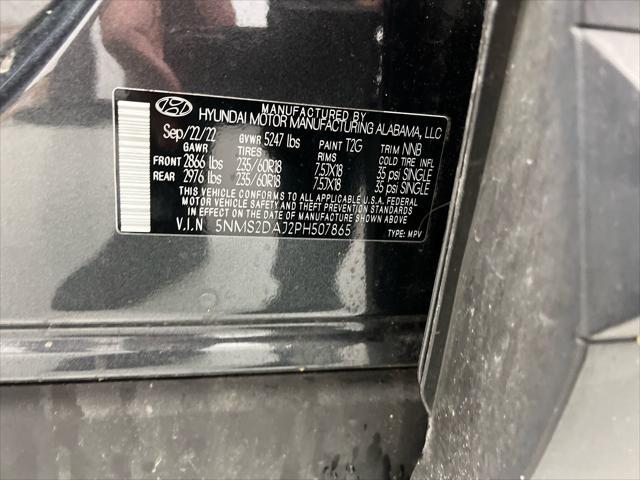 MANUFACTURED BY
HYUNDAI MOTOR MANUFACTURING ALABAMA, LLC
Sep/22/22 GVWR 5247 lbs PAINT T2G TRIM NNB
GAWR TIRES RIMS COLD TIRE INFL
FRONT 2866 lbs 235/60R18 7.5JX18 35 psi SINGLE
REAR 2976 lbs 235/60R18 7.5JX18 35 psi SINGLE
THIS VEHICLE CONFORMS TO ALL APPLICABLE U.S.A. FEDERAL
MOTOR VEHICLE SAFETY AND THEFT PREVENTION STANDARDS
IN EFFECT ON THE DATE OF MANUFACTURE SHOWN ABOVE.
V.I.N 5NMS2DAJ2PH507865 TYPE: MPV